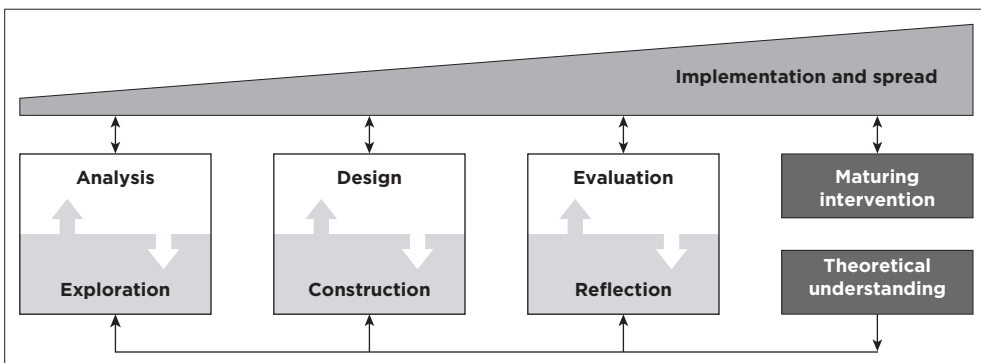 Implementation and spread
Analysis
Exploration
Design
Construction
Evaluation
Reflection
Maturing
intervention
Theoretical
understanding